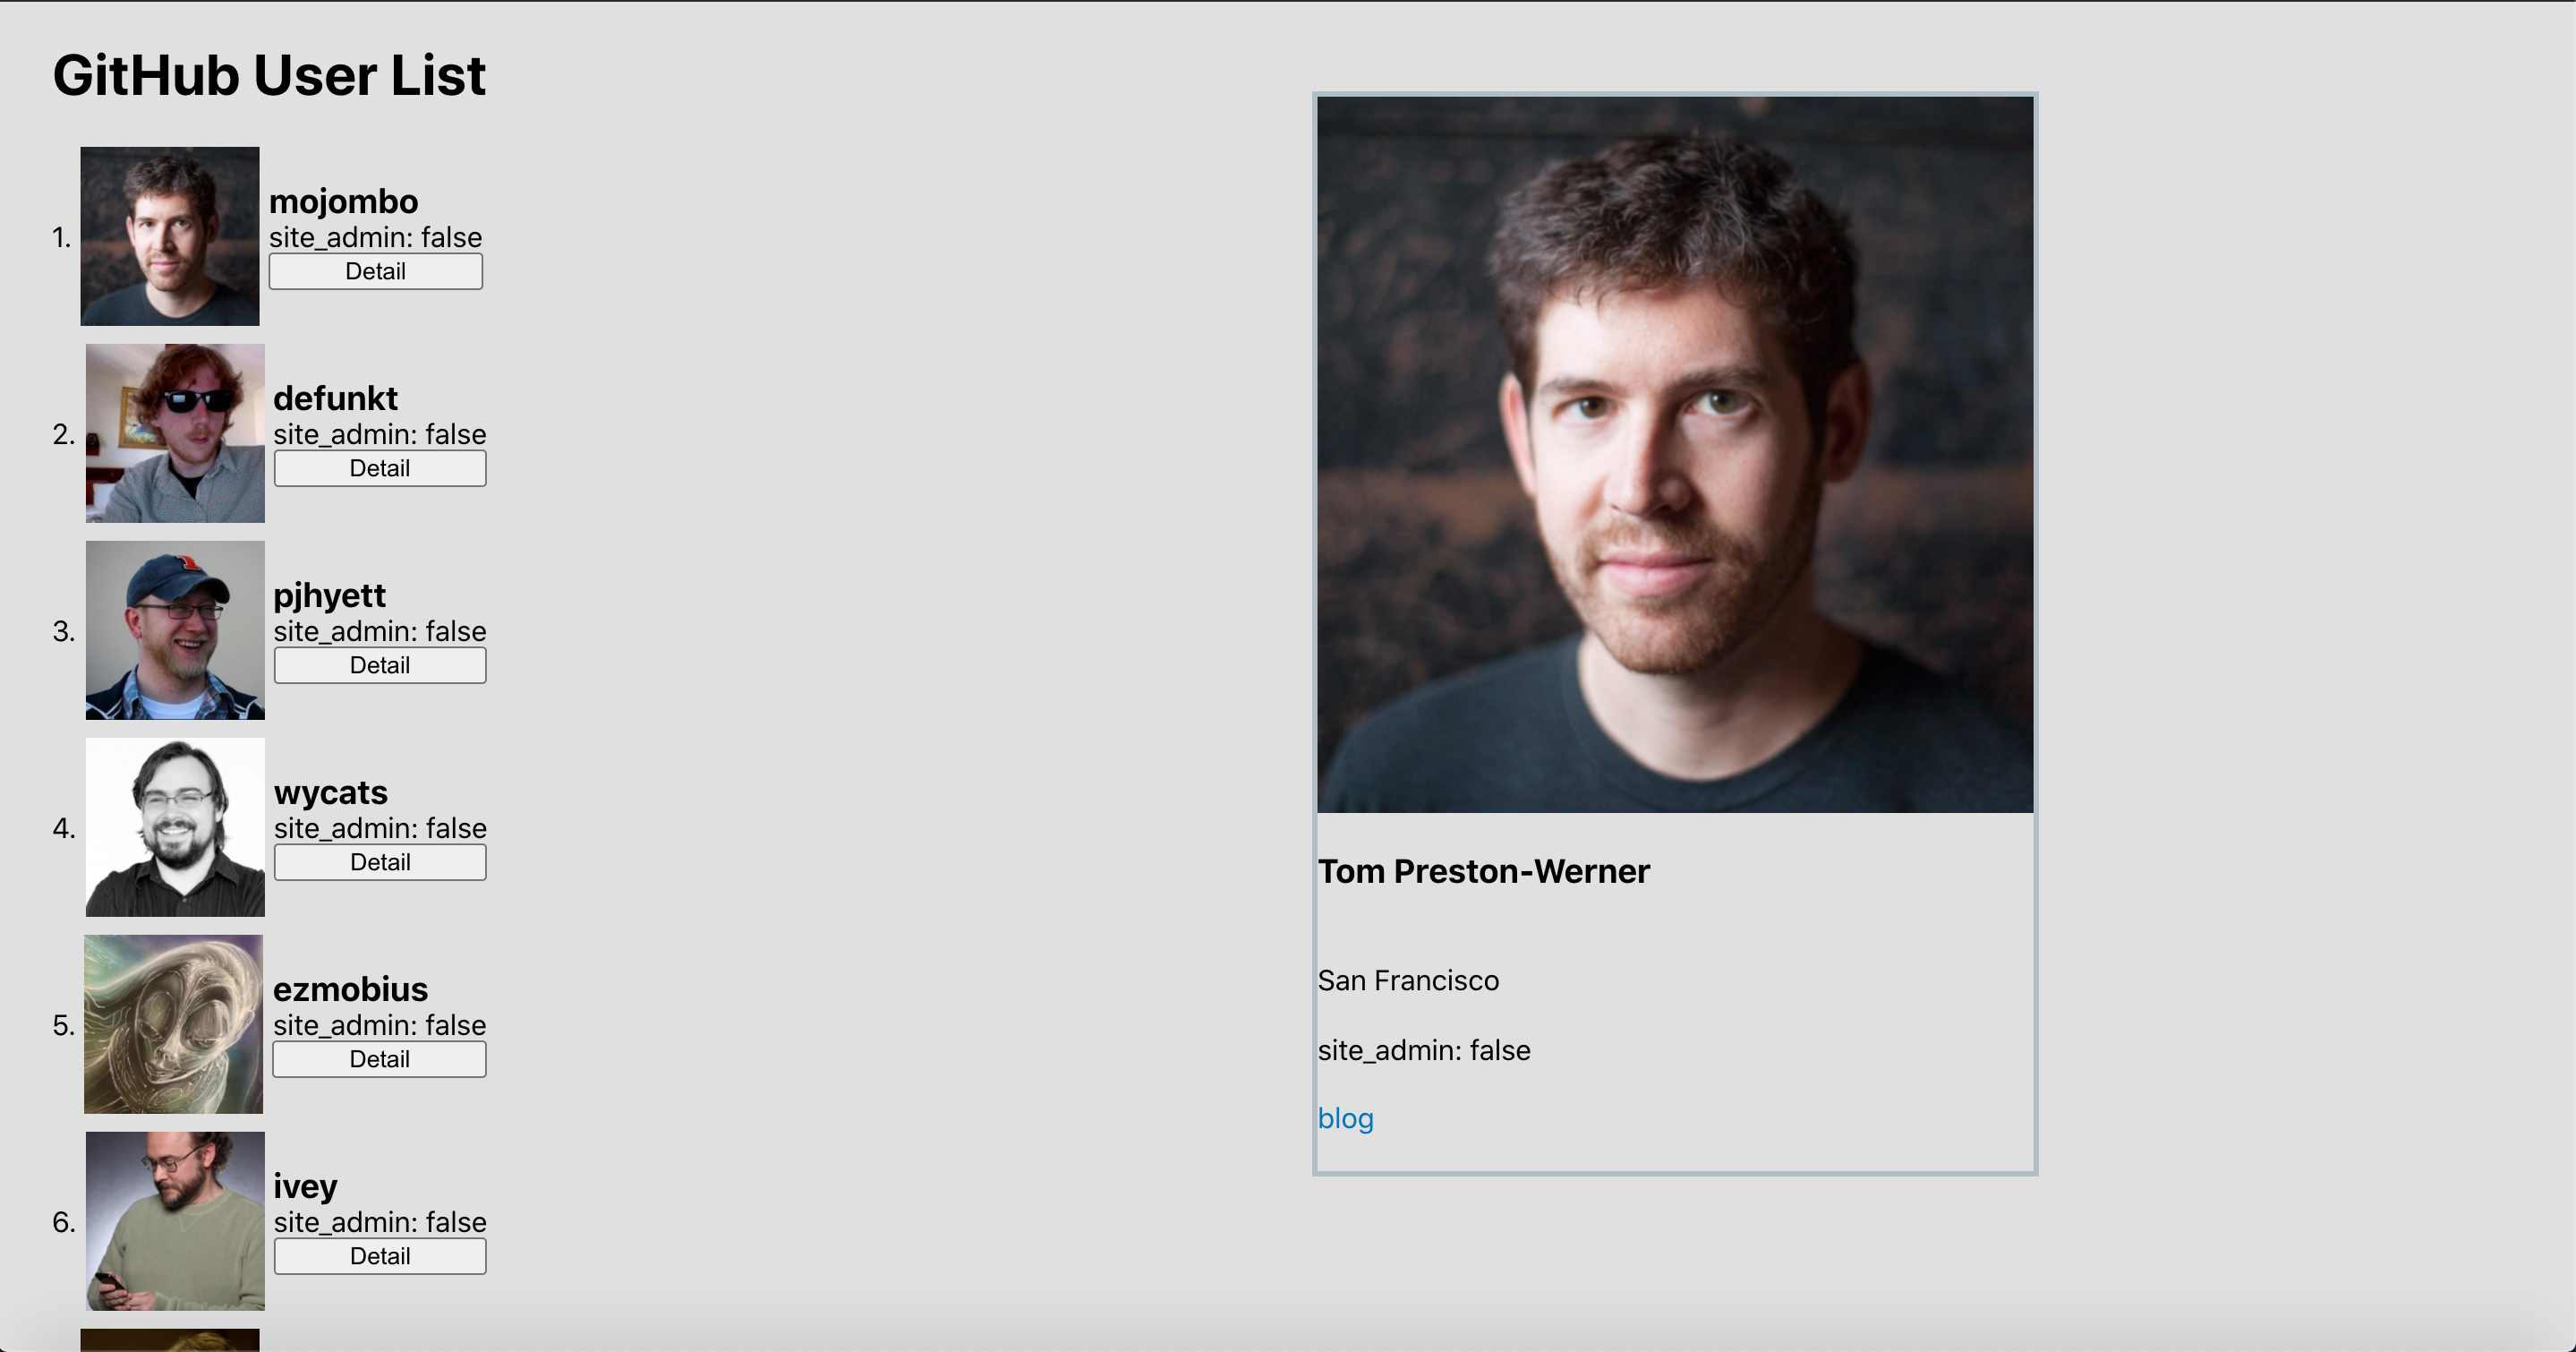 GitHub User List
1.
mojombo
site_admin: false
Detail
2.
defunkt
site_admin: false
Detail
3.
pjhyett
site_admin: false
Detail
4.
wycats
site_admin: false
Detail
5.
ezmobius
site_admin: false
Detail
6.
ivey
site_admin: false
Detail
Tom Preston-Werner
San Francisco
site_admin: false
blog